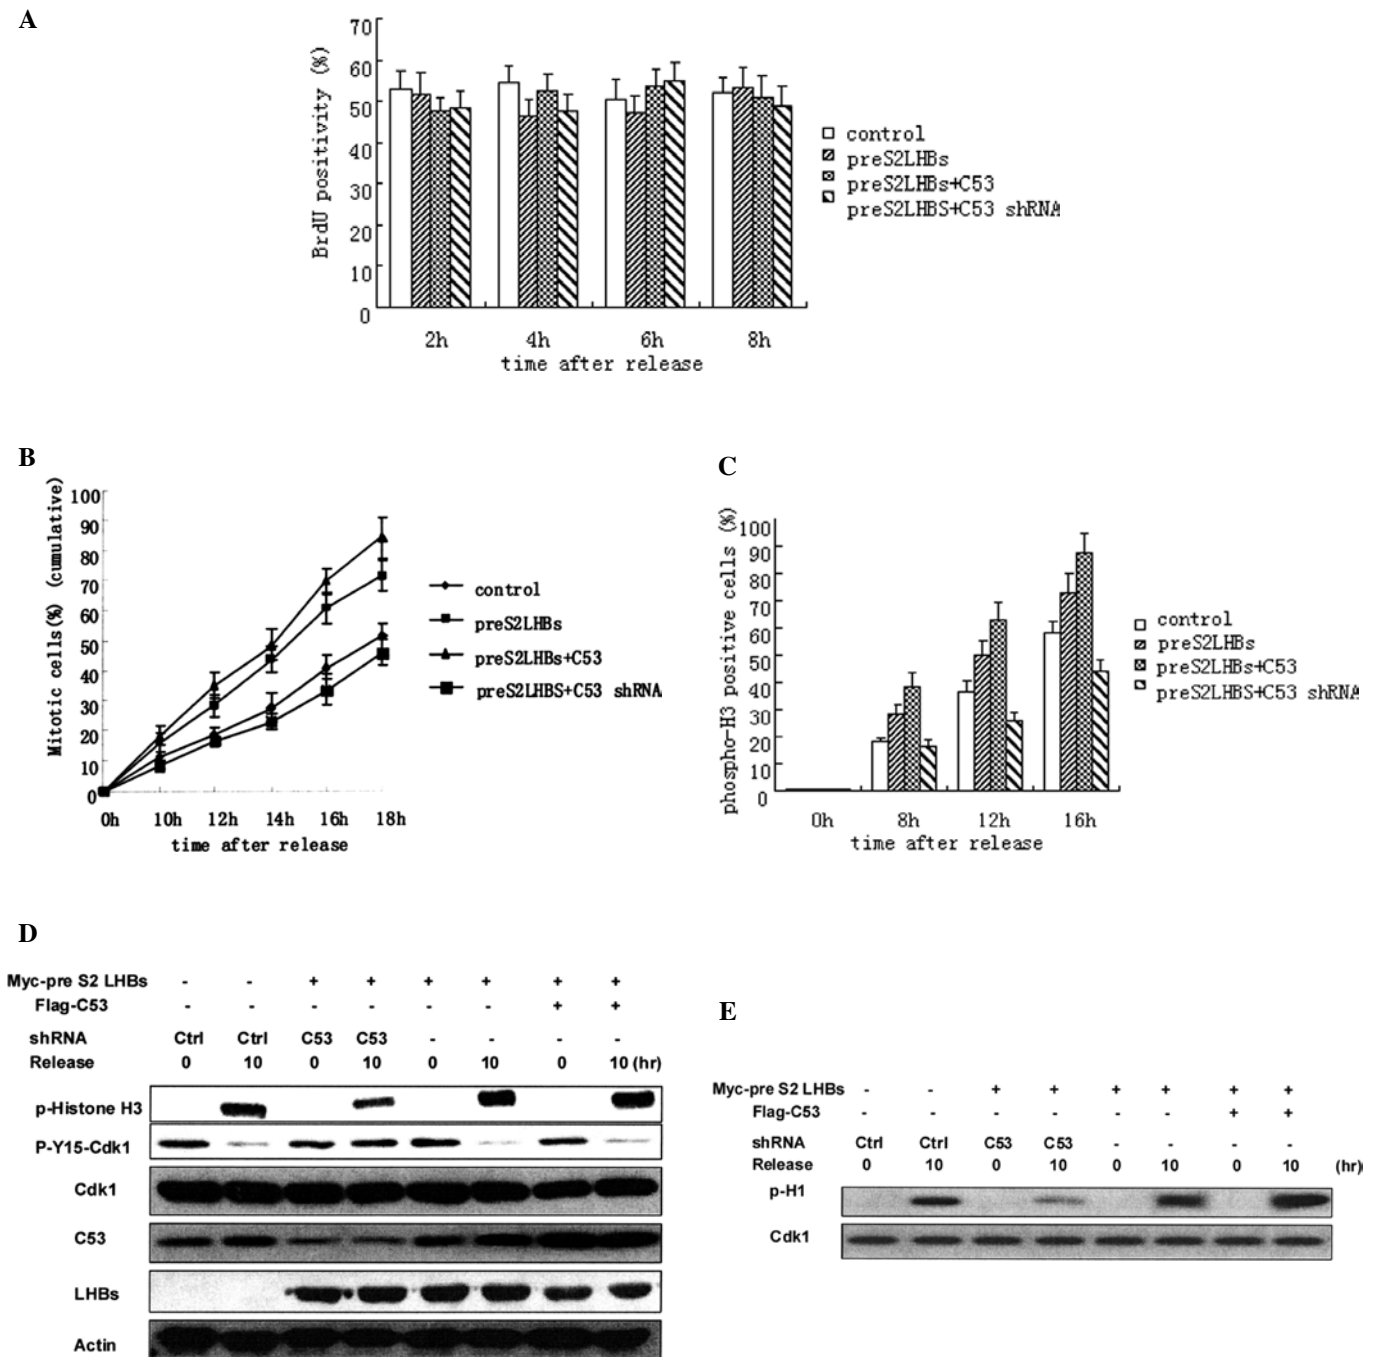 A
70
60
50
40
30
20
10
0
BrdU positivity (%)
2h 4h 6h 8h
time after release
control
preS2LHBs
preS2LHBs+C53
preS2LHBS+C53 shRNA
B
100
90
80
70
60
50
40
30
20
10
0
Mitotic cells(%) (cumulative)
0h 10h 12h 14h 16h 18h
time after release
control
preS2LHBs
preS2LHBs+C53
preS2LHBS+C53 shRNA
C
100
90
80
70
60
50
40
30
20
10
0
phospho-H3 positive cells (%)
0h 8h 12h 16h
time after release
control
preS2LHBs
preS2LHBs+C53
preS2LHBS+C53 shRNA
D
Myc-pre S2 LHBs - - + + + + + +
Flag-C53 - - - - - - + +
shRNA Ctrl Ctrl C53 C53 - - - -
Release 0 10 0 10 0 10 0 10 (hr)
p-Histone H3
P-Y15-Cdk1
Cdk1
C53
LHBs
Actin
E
Myc-pre S2 LHBs - - + + + + + +
Flag-C53 - - - - - - + +
shRNA Ctrl Ctrl C53 C53 - - - -
Release 0 10 0 10 0 10 0 10 (hr)
p-H1
Cdk1